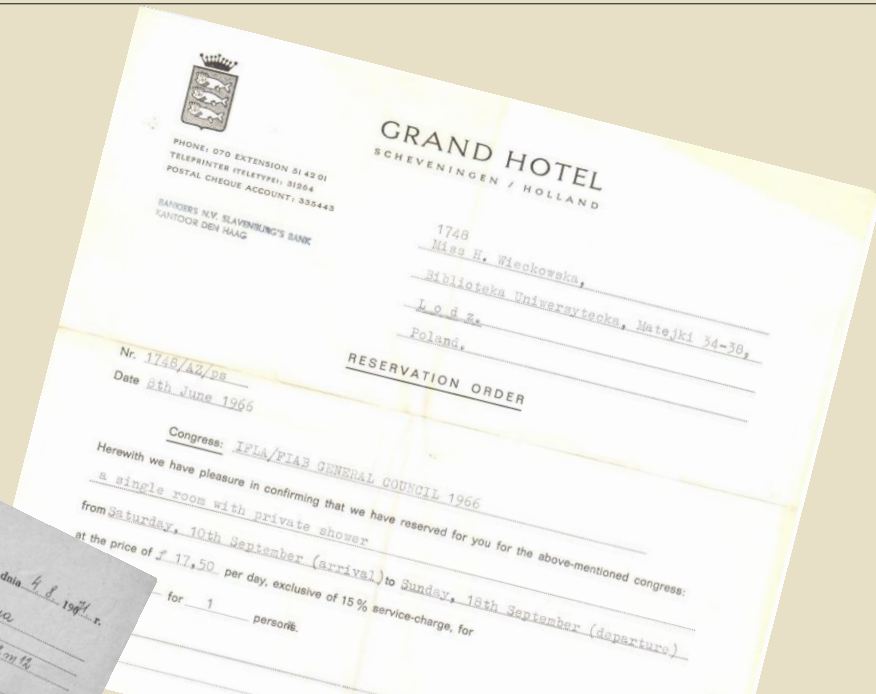 PHONE: 070 EXTENSION 51 42 01
TELEPRINTER (TELETYPE): 31264
POSTAL CHEQUE ACCOUNT: 335443
BANKIERS N.V. SLAVENBURG'S BANK
KANTOOR DEN HAAG
GRAND HOTEL
SCHEVENINGEN / HOLLAND
1748
Miss H. Wieckowska,
Biblioteka Uniwersytecka, Matejki 34-38,
L o d z.
Poland.
RESERVATION ORDER
Nr. 1748/AZ/ps
Date 8th June 1966
Congress: IFLA/FIAB GENERAL COUNCIL 1966
Herewith we have pleasure in confirming that we have reserved for you for the above-mentioned congress:
a single room with private shower
from Saturday, 10th September (arrival) to Sunday, 18th September (departure)
at the price of f 17,50 per day, exclusive of 15 % service-charge, for
for 1 persons.
dnia 4. 8. 1971 r.